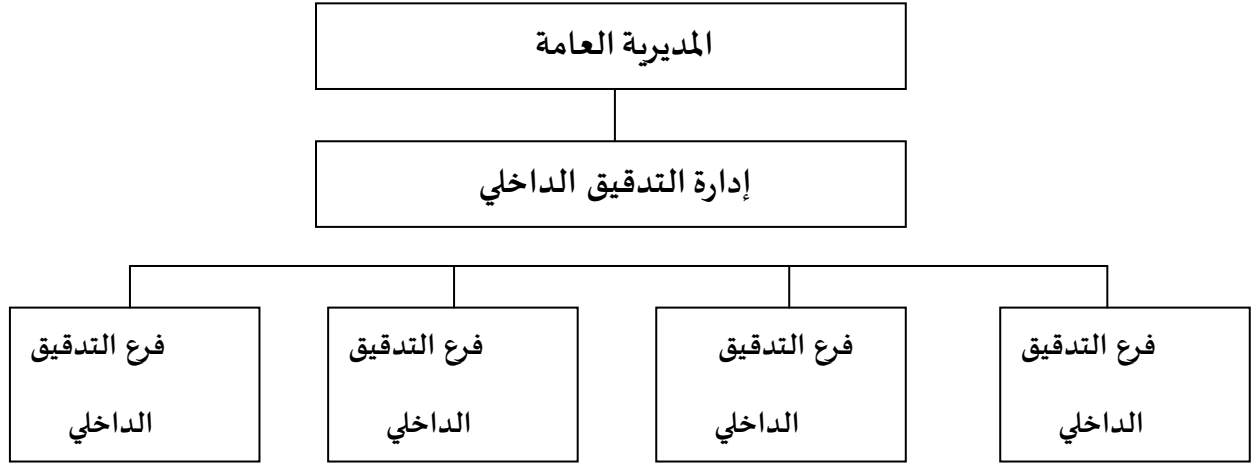 المديرية العامة
إدارة التدقيق الداخلي
فرع التدقيق
الداخلي
فرع التدقيق
الداخلي
فرع التدقيق
الداخلي
فرع التدقيق
الداخلي